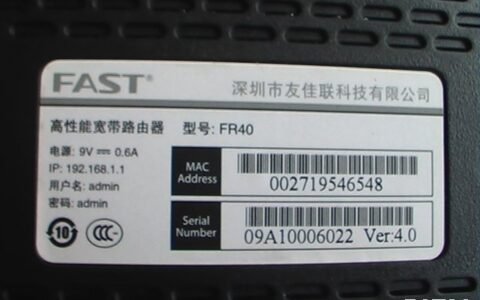 FAST® 深圳市友佳联科技有限公司
高性能宽带路由器 型号: FR40
电源: 9V ⎓ 0.6A
IP: 192.168.1.1
用户名: admin
密码: admin
MAC Address
002719546548
Serial Number
09A10006022 Ver:4.0
10 CCC